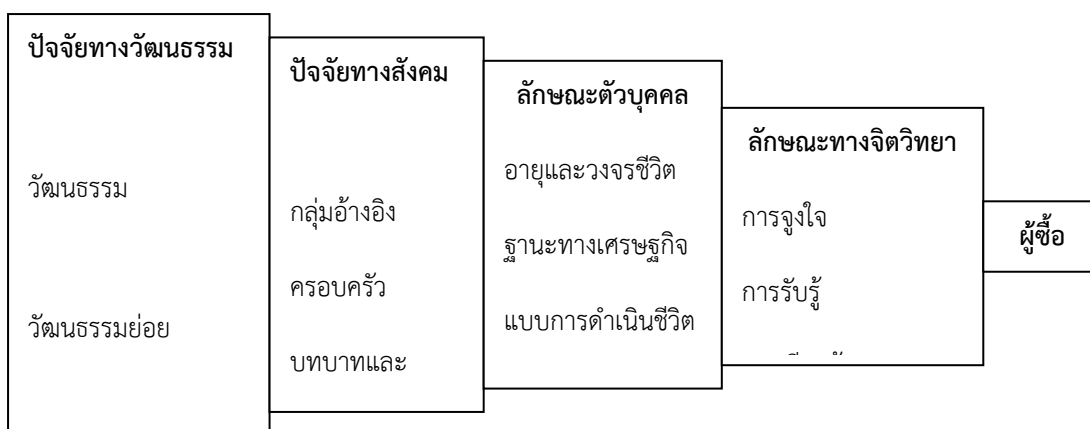 ปัจจัยทางวัฒนธรรม
วัฒนธรรม
วัฒนธรรมย่อย
ปัจจัยทางสังคม
กลุ่มอ้างอิง
ครอบครัว
บทบาทและ
ลักษณะตัวบุคคล
อายุและวงจรชีวิต
ฐานะทางเศรษฐกิจ
แบบการดำเนินชีวิต
ลักษณะทางจิตวิทยา
การจูงใจ
การรับรู้
ผู้ซื้อ